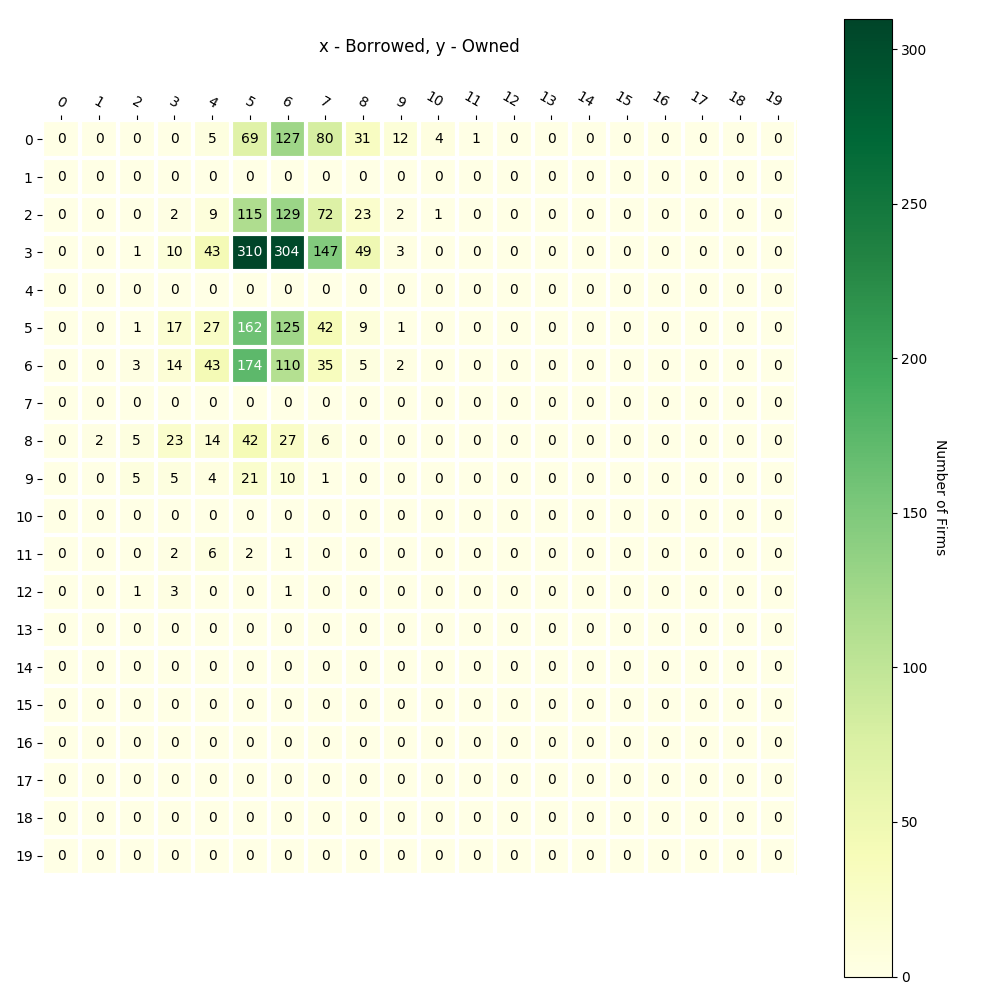 x - Borrowed, y - Owned
0 1 2 3 4 5 6 7 8 9 10 11 12 13 14 15 16 17 18 19
0 0 0 0 0 5 69 127 80 31 12 4 1 0 0 0 0 0 0 0 0
1 0 0 0 0 0 0 0 0 0 0 0 0 0 0 0 0 0 0 0 0
2 0 0 0 2 9 115 129 72 23 2 1 0 0 0 0 0 0 0 0 0
3 0 0 1 10 43 310 304 147 49 3 0 0 0 0 0 0 0 0 0 0
4 0 0 0 0 0 0 0 0 0 0 0 0 0 0 0 0 0 0 0 0
5 0 0 1 17 27 162 125 42 9 1 0 0 0 0 0 0 0 0 0 0
6 0 0 3 14 43 174 110 35 5 2 0 0 0 0 0 0 0 0 0 0
7 0 0 0 0 0 0 0 0 0 0 0 0 0 0 0 0 0 0 0 0
8 0 2 5 23 14 42 27 6 0 0 0 0 0 0 0 0 0 0 0 0
9 0 0 5 5 4 21 10 1 0 0 0 0 0 0 0 0 0 0 0 0
10 0 0 0 0 0 0 0 0 0 0 0 0 0 0 0 0 0 0 0 0
11 0 0 0 2 6 2 1 0 0 0 0 0 0 0 0 0 0 0 0 0
12 0 0 1 3 0 0 1 0 0 0 0 0 0 0 0 0 0 0 0 0
13 0 0 0 0 0 0 0 0 0 0 0 0 0 0 0 0 0 0 0 0
14 0 0 0 0 0 0 0 0 0 0 0 0 0 0 0 0 0 0 0 0
15 0 0 0 0 0 0 0 0 0 0 0 0 0 0 0 0 0 0 0 0
16 0 0 0 0 0 0 0 0 0 0 0 0 0 0 0 0 0 0 0 0
17 0 0 0 0 0 0 0 0 0 0 0 0 0 0 0 0 0 0 0 0
18 0 0 0 0 0 0 0 0 0 0 0 0 0 0 0 0 0 0 0 0
19 0 0 0 0 0 0 0 0 0 0 0 0 0 0 0 0 0 0 0 0
300
250
200
150
100
50
0
Number of Firms